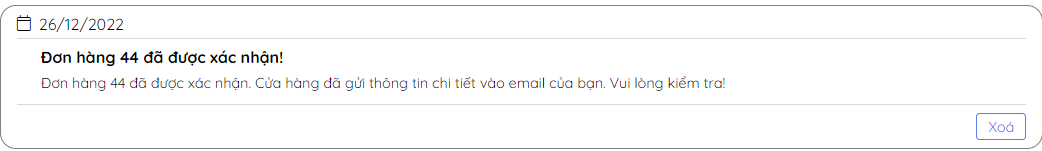 26/12/2022
Đơn hàng 44 đã được xác nhận!
Đơn hàng 44 đã được xác nhận. Cửa hàng đã gửi thông tin chi tiết vào email của bạn. Vui lòng kiểm tra!
Xoá